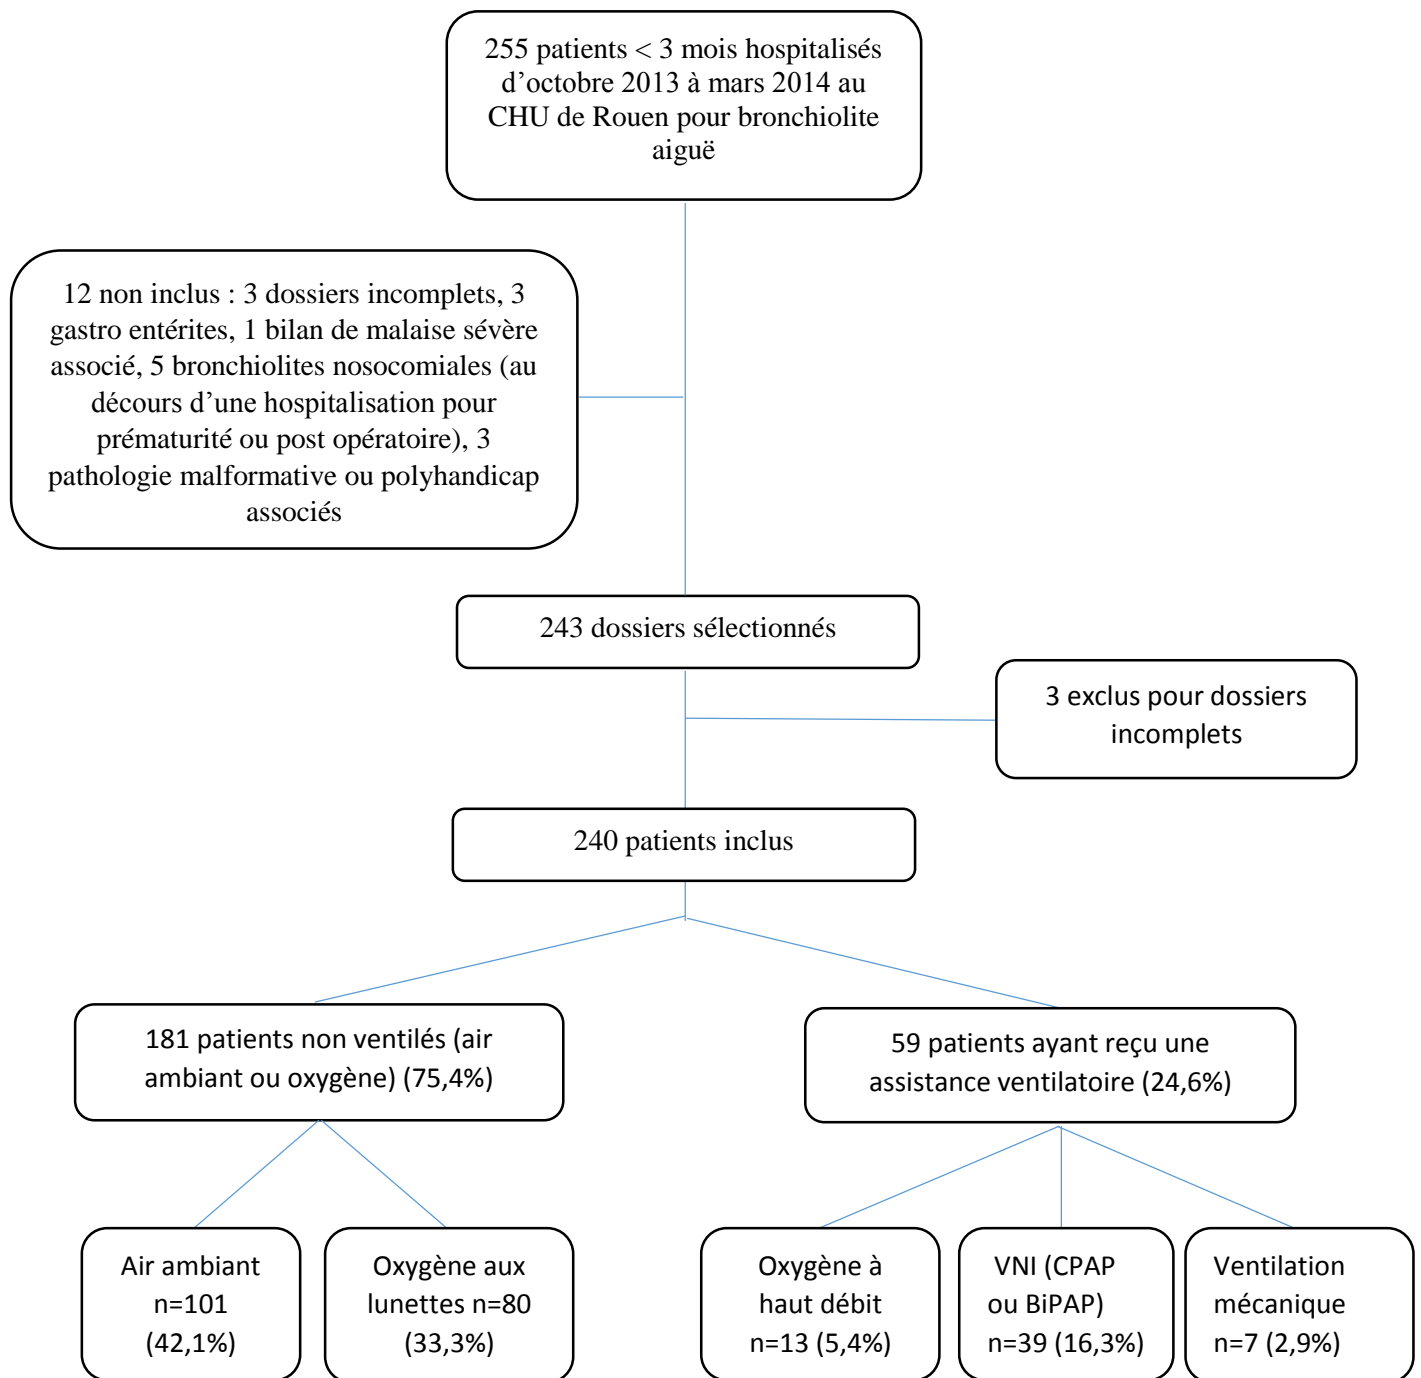 255 patients < 3 mois hospitalisés
d’octobre 2013 à mars 2014 au
CHU de Rouen pour bronchiolite
aiguë
12 non inclus : 3 dossiers incomplets, 3
gastro entérites, 1 bilan de malaise sévère
associé, 5 bronchiolites nosocomiales (au
décours d’une hospitalisation pour
prématurité ou post opératoire), 3
pathologie malformative ou polyhandicap
associés
243 dossiers sélectionnés
3 exclus pour dossiers
incomplets
240 patients inclus
181 patients non ventilés (air
ambiant ou oxygène) (75,4%)
59 patients ayant reçu une
assistance ventilatoire (24,6%)
Air ambiant
n=101
(42,1%)
Oxygène aux
lunettes n=80
(33,3%)
Oxygène à
haut débit
n=13 (5,4%)
VNI (CPAP
ou BiPAP)
n=39 (16,3%)
Ventilation
mécanique
n=7 (2,9%)